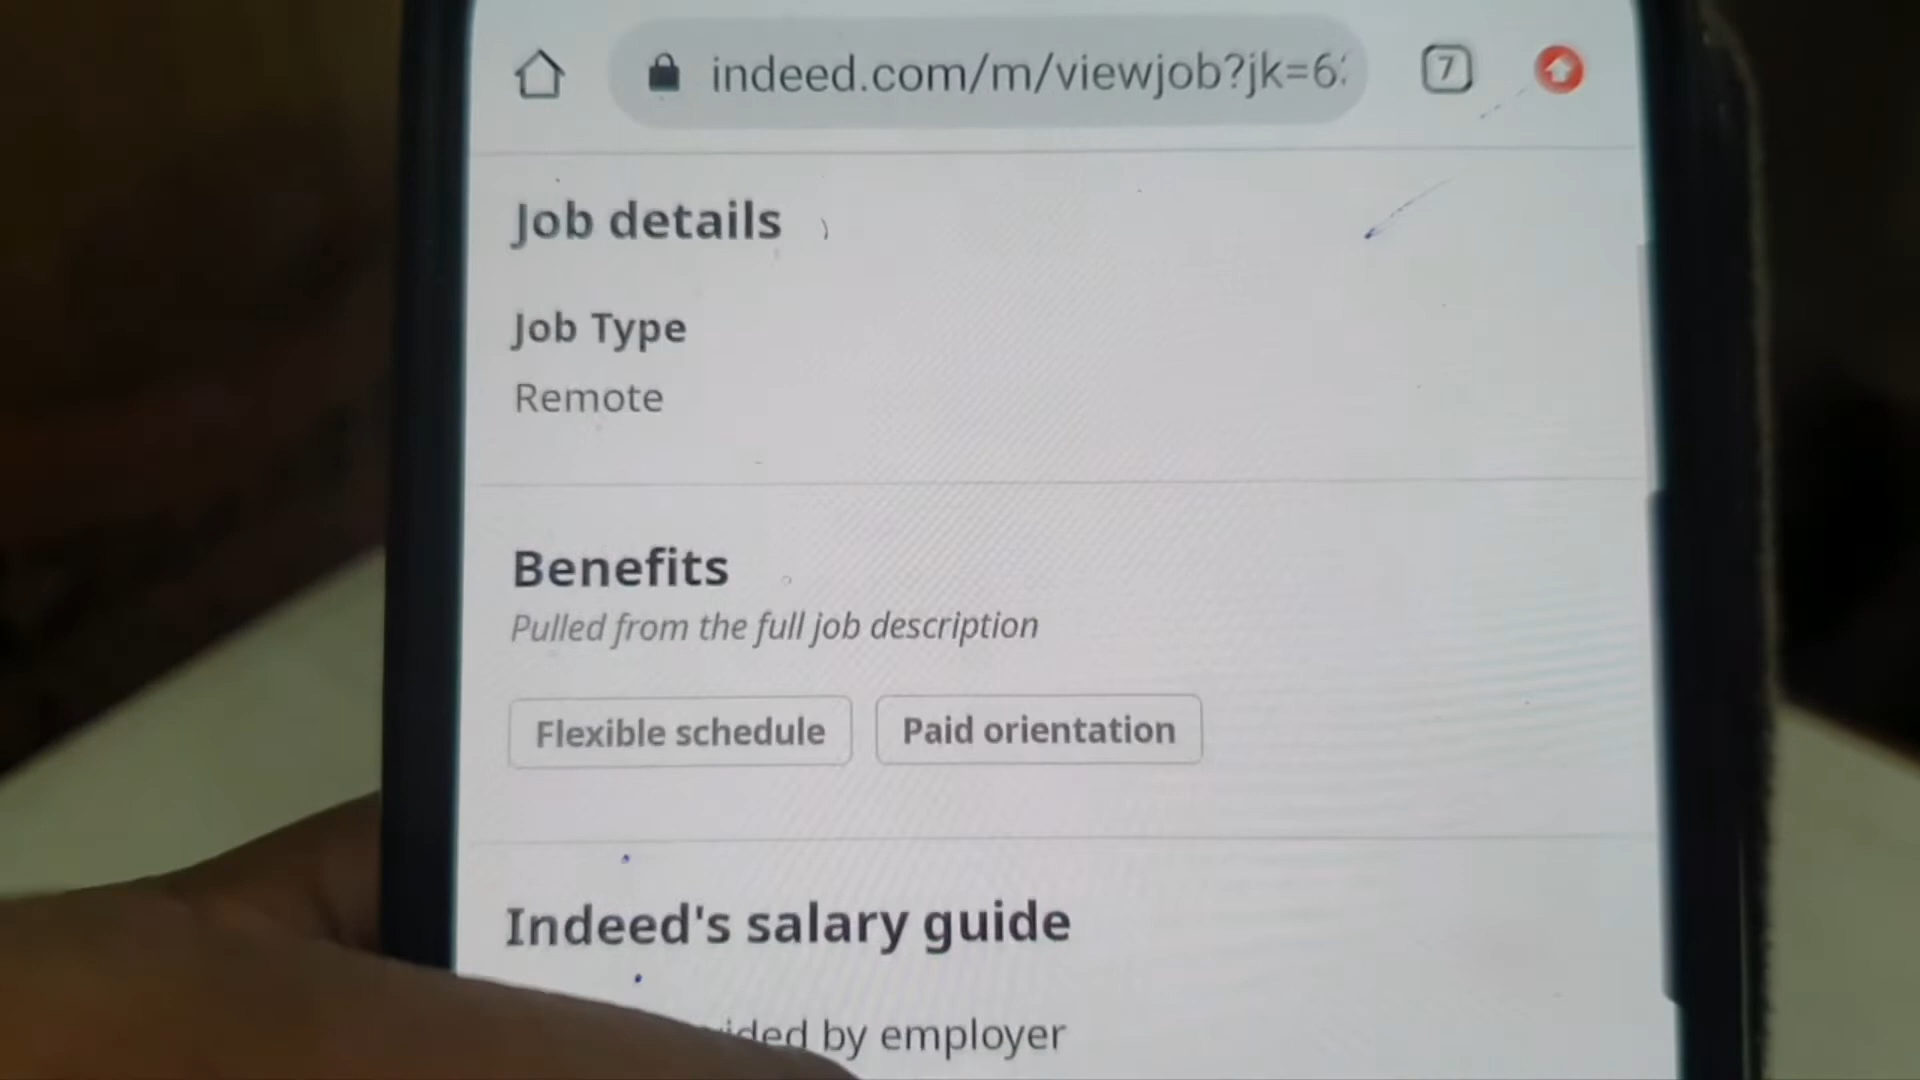 indeed.com/m/viewjob?jk=6
7
Job details
Job Type
Remote
Benefits
Pulled from the full job description
Flexible schedule
Paid orientation
Indeed's salary guide
by employer